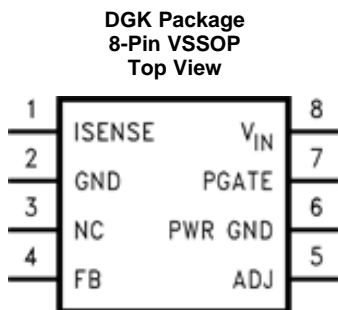 DGK Package
8-Pin VSSOP
Top View
1 ISENSE VIN 8
2 GND PGATE 7
3 NC PWR GND 6
4 FB ADJ 5